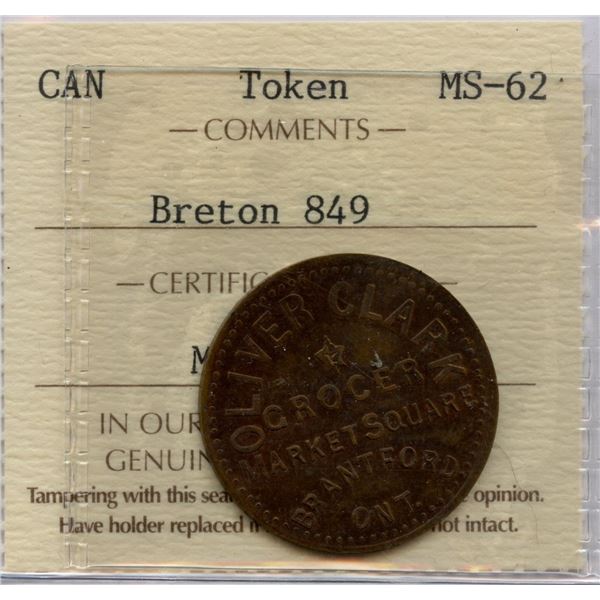 CAN Token MS-62
— COMMENTS —
Breton 849
— CERTIFIC
M
IN OUR
GENUIN
Tampering with this sea opinion.
Have holder replaced i not intact.
OLIVER CLARK
GROCER
MARKET SQUARE
BRANTFORD
ONT.